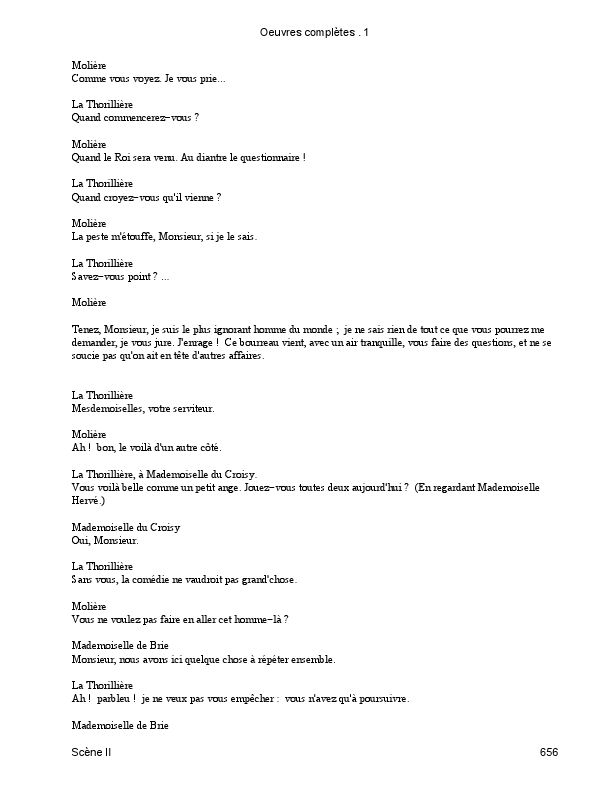 Oeuvres complètes . 1
Molière
Comme vous voyez. Je vous prie...
La Thorillière
Quand commencerez−vous ?
Molière
Quand le Roi sera venu. Au diantre le questionnaire !
La Thorillière
Quand croyez−vous qu'il vienne ?
Molière
La peste m'étouffe, Monsieur, si je le sais.
La Thorillière
Savez−vous point ? ...
Molière
Tenez, Monsieur, je suis le plus ignorant homme du monde ; je ne sais rien de tout ce que vous pourrez me
demander, je vous jure. J'enrage ! Ce bourreau vient, avec un air tranquille, vous faire des questions, et ne se
soucie pas qu'on ait en tête d'autres affaires.
La Thorillière
Mesdemoiselles, votre serviteur.
Molière
Ah ! bon, le voilà d'un autre côté.
La Thorillière, à Mademoiselle du Croisy.
Vous voilà belle comme un petit ange. Jouez−vous toutes deux aujourd'hui ? (En regardant Mademoiselle
Hervé.)
Mademoiselle du Croisy
Oui, Monsieur.
La Thorillière
Sans vous, la comédie ne vaudroit pas grand'chose.
Molière
Vous ne voulez pas faire en aller cet homme−là ?
Mademoiselle de Brie
Monsieur, nous avons ici quelque chose à répéter ensemble.
La Thorillière
Ah ! parbleu ! je ne veux pas vous empêcher : vous n'avez qu'à poursuivre.
Mademoiselle de Brie
Scène II 656